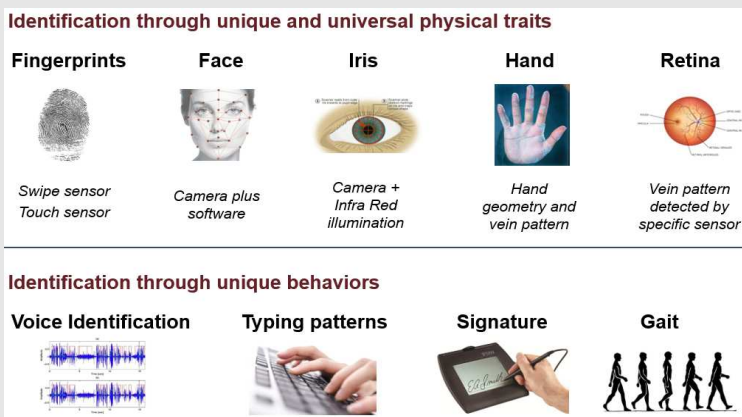 Identification through unique and universal physical traits
Fingerprints
Face
Iris
Hand
Retina
Swipe sensor
Touch sensor
Camera plus
software
Camera +
Infra Red
illumination
Hand
geometry and
vein pattern
Vein pattern
detected by
specific sensor
Identification through unique behaviors
Voice Identification
Typing patterns
Signature
Gait